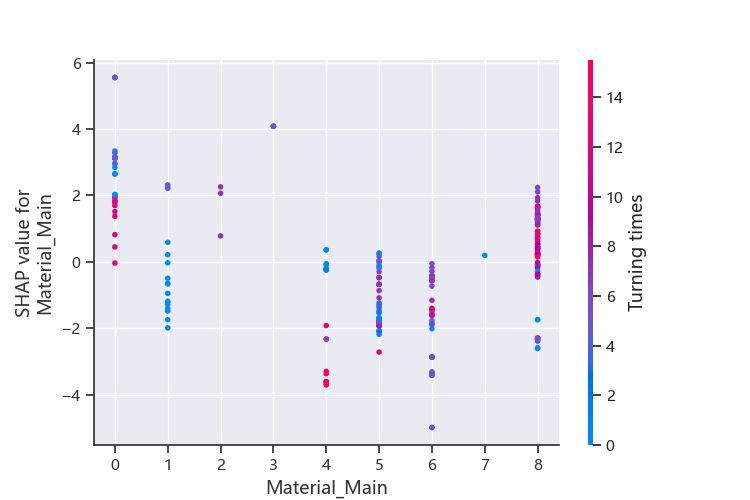 6
4
2
0
−2
−4
SHAP value for
Material_Main
0 1 2 3 4 5 6 7 8
Material_Main
14
12
10
8
6
4
2
0
Turning times